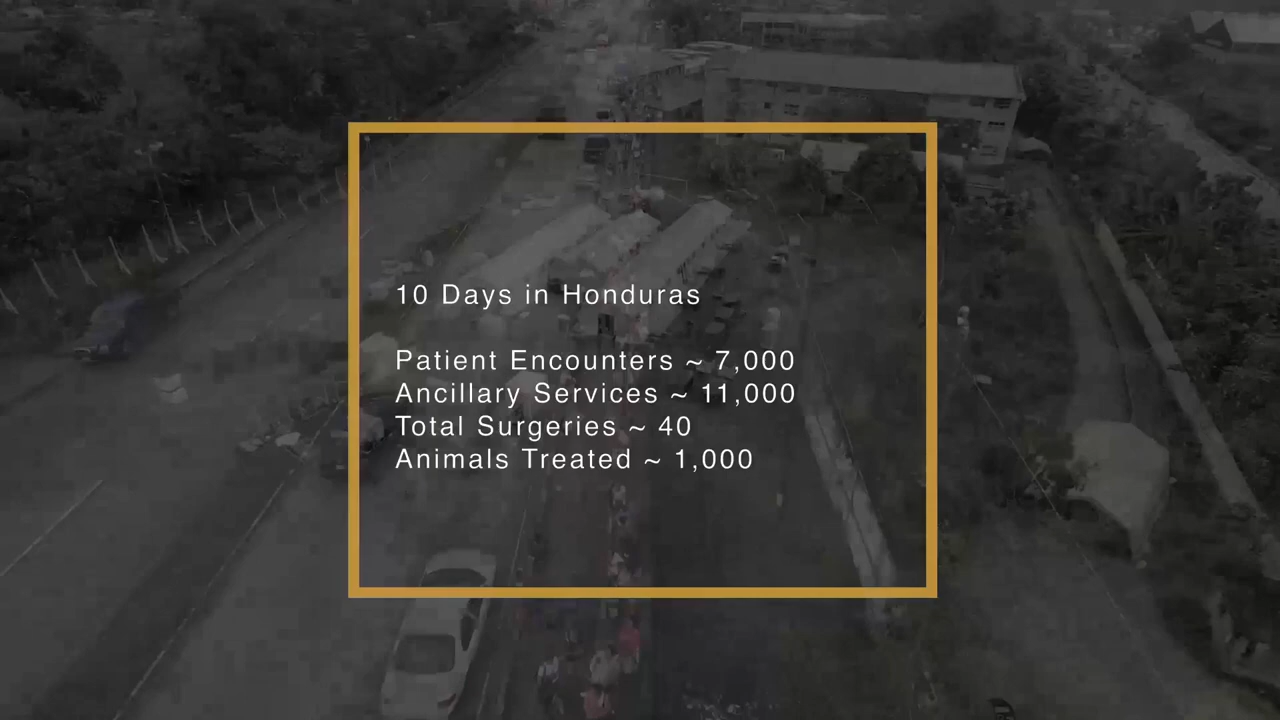 10 Days in Honduras
Patient Encounters ~ 7,000
Ancillary Services ~ 11,000
Total Surgeries ~ 40
Animals Treated ~ 1,000